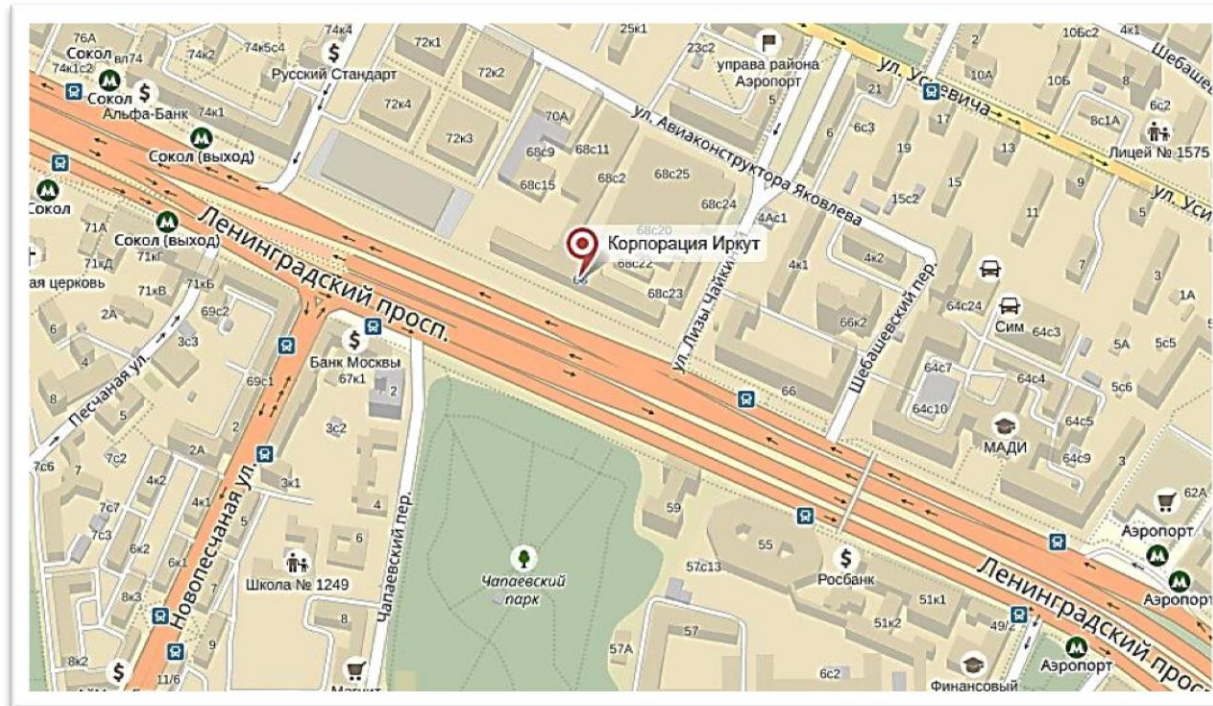 76А
Сокол
вл74
74к1с2
74к2
74к5с4
74к4
Русский Стандарт
72к1
72к2
25к1
23с2
управа района
Аэропорт
5
ул. Усиевича
2
10А
10Бс2
4к1
10Б
8
6с2
8с1А
Лицей № 1575
Сокол
Альфа-Банк
74к1
72к4
72к3
70А
68с9
68с11
68с15
68с2
68с25
68с24
ул. Авиаконструктора Яковлева
21
6
6с3
17
19
13
15
15с2
11
9
5
7
3
1А
Сокол (выход)
Сокол
Сокол (выход)
71А
71кГ
71кД
71кВ
71кБ
ая церковь
2А
69с2
Ленинградский просп.
68с20
Корпорация Иркут
68с22
68с23
4Ас1
4к1
4к2
ул. Лизы Чайкиной
66к2
66
Шебашевский пер.
64с24
Сим
64с3
64с7
64с4
64с10
МАДИ
64с5
64с9
5А
5с5
5с6
3
62А
6
4
8
3с3
Песчаная ул.
5
7с6
7
7с2
2А
2
69с1
Банк Москвы
67к1
2
3с2
4к2
4к1
3к1
4
7с7
7с3
6к2
6к1
5
6
Новопесчаная ул.
Школа № 1249
Чапаевский пер.
Чапаевский
парк
8к3
7
8
8к2
9
11/6
Магнит
59
55
57с13
57
57А
Росбанк
51к1
51к2
49/2
6с2
Финансовый
Аэропорт
Аэропорт
Аэропорт
Ленинградский прос